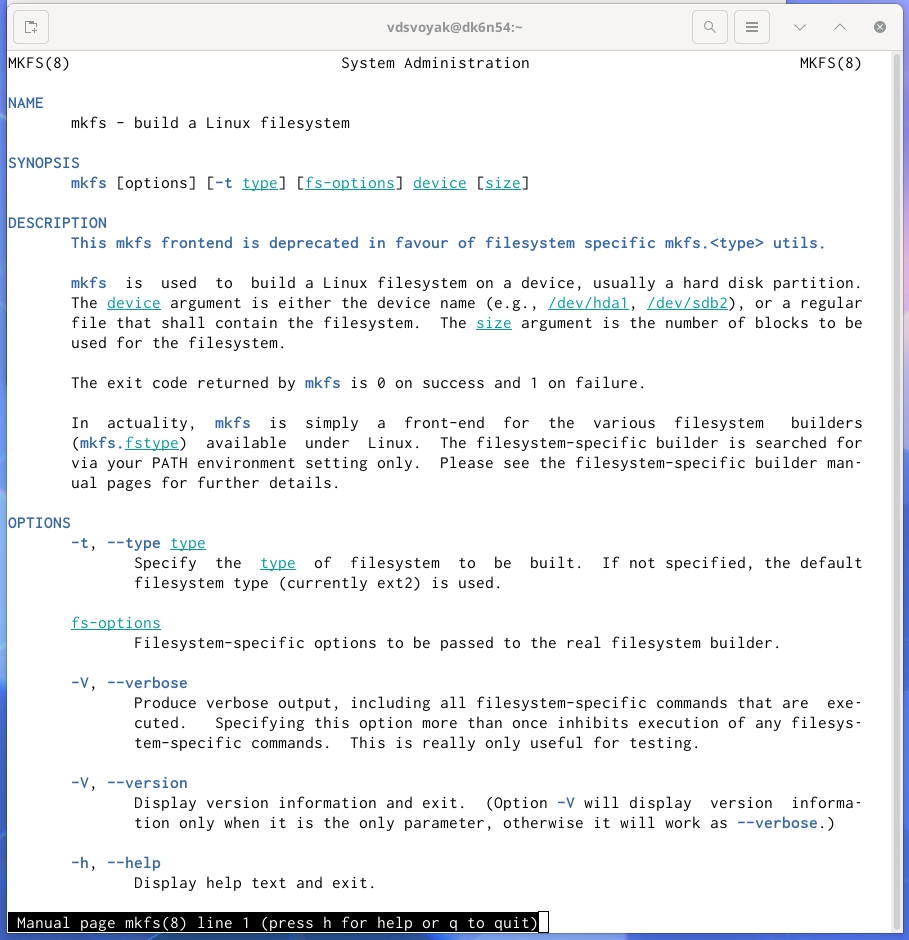 vdsvoyak@dk6n54:~
MKFS(8) System Administration MKFS(8)
NAME
mkfs - build a Linux filesystem
SYNOPSIS
mkfs [options] [-t type] [fs-options] device [size]
DESCRIPTION
This mkfs frontend is deprecated in favour of filesystem specific mkfs.<type> utils.
mkfs is used to build a Linux filesystem on a device, usually a hard disk partition.
The device argument is either the device name (e.g., /dev/hda1, /dev/sdb2), or a regular
file that shall contain the filesystem. The size argument is the number of blocks to be
used for the filesystem.
The exit code returned by mkfs is 0 on success and 1 on failure.
In actuality, mkfs is simply a front-end for the various filesystem builders
(mkfs.fstype) available under Linux. The filesystem-specific builder is searched for
via your PATH environment setting only. Please see the filesystem-specific builder man-
ual pages for further details.
OPTIONS
-t, --type type
Specify the type of filesystem to be built. If not specified, the default
filesystem type (currently ext2) is used.
fs-options
Filesystem-specific options to be passed to the real filesystem builder.
-V, --verbose
Produce verbose output, including all filesystem-specific commands that are exe-
cuted. Specifying this option more than once inhibits execution of any filesys-
tem-specific commands. This is really only useful for testing.
-V, --version
Display version information and exit. (Option -V will display version informa-
tion only when it is the only parameter, otherwise it will work as --verbose.)
-h, --help
Display help text and exit.
Manual page mkfs(8) line 1 (press h for help or q to quit)